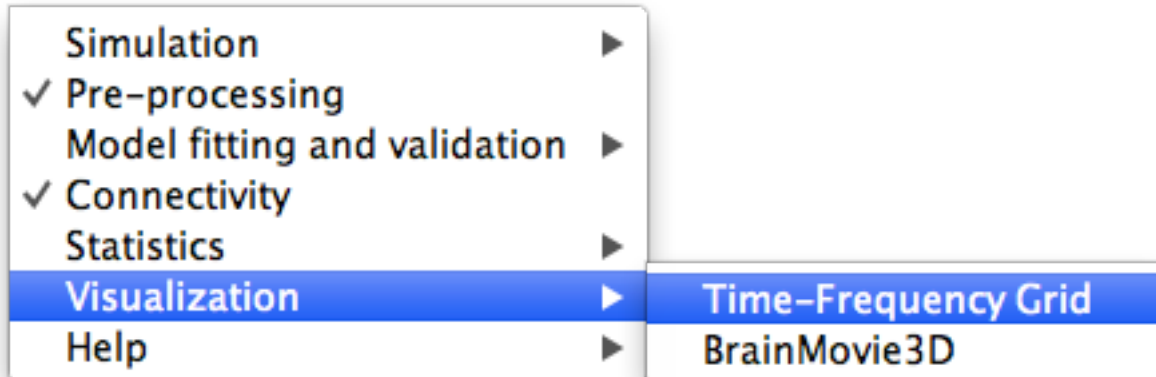 Simulation
✓ Pre-processing
Model fitting and validation
✓ Connectivity
Statistics
Visualization
Help
Time-Frequency Grid
BrainMovie3D